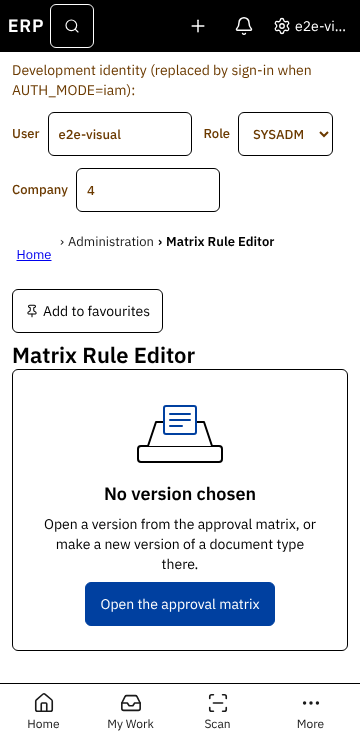 ERP
e2e-vi...
Development identity (replaced by sign-in when
AUTH_MODE=iam):
User e2e-visual Role SYSADM
Company 4
Home › Administration › Matrix Rule Editor
Add to favourites
Matrix Rule Editor
No version chosen
Open a version from the approval matrix, or
make a new version of a document type
there.
Open the approval matrix
Home My Work Scan More